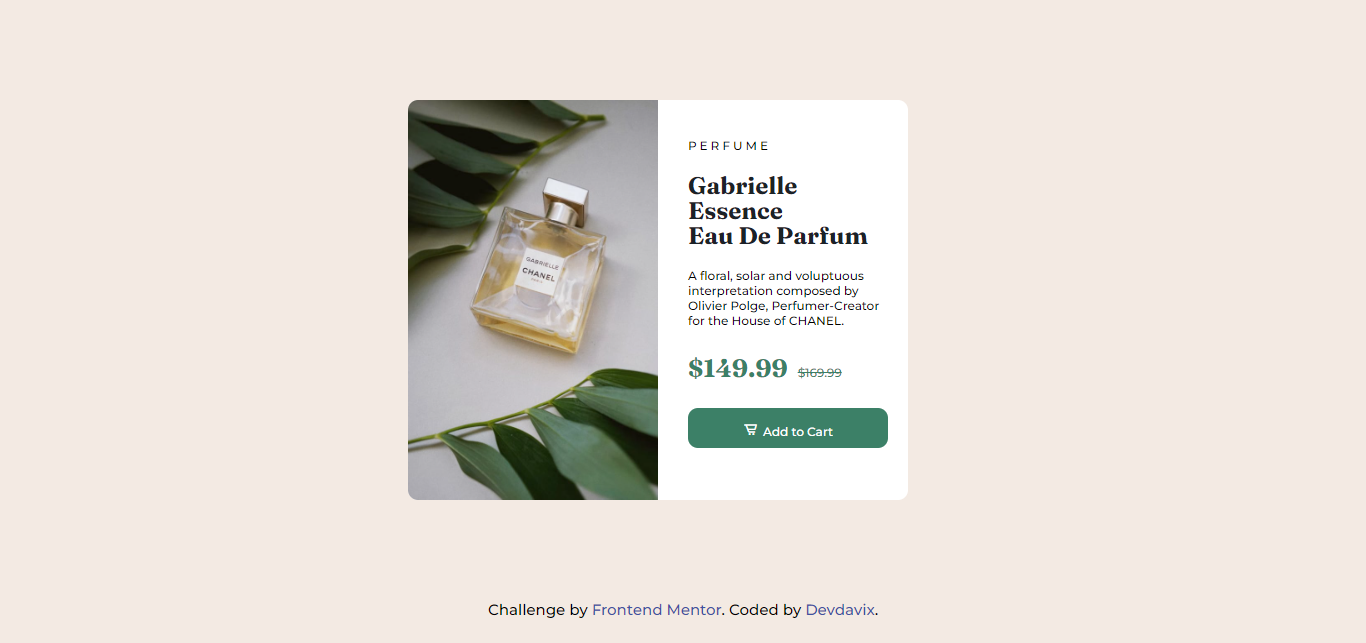 PERFUME
Gabrielle
Essence
Eau De Parfum
A floral, solar and voluptuous
interpretation composed by
Olivier Polge, Perfumer-Creator
for the House of CHANEL.
$149.99 $169.99
Add to Cart
GABRIELLE
CHANEL
Challenge by Frontend Mentor. Coded by Devdavix.